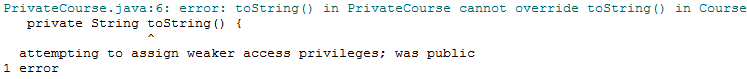 PrivateCourse.java:6: error: toString() in PrivateCourse cannot override toString() in Course
private String toString() {
^
attempting to assign weaker access privileges; was public
1 error